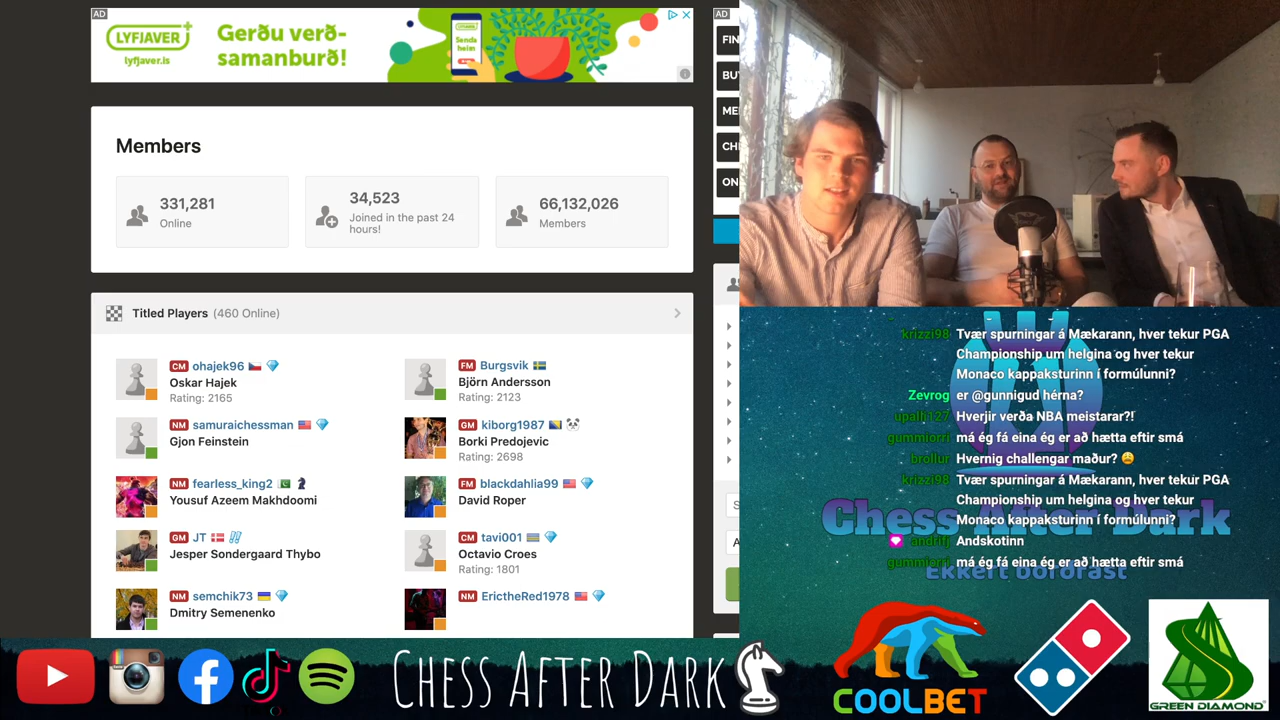 AD
LYFJAVER
lyfjaver.is
Gerðu verð-
samanburð!
Senda
heim
AD
FIN
BU
ME
CH
ON
Members
331,281
Online
34,523
Joined in the past 24
hours!
66,132,026
Members
Titled Players (460 Online)
CM ohajek96
Oskar Hajek
Rating: 2165
FM Burgsvik
Björn Andersson
Rating: 2123
NM samuraichessman
Gjon Feinstein
GM kiborg1987
Borki Predojevic
Rating: 2698
NM fearless_king2
Yousuf Azeem Makhdoomi
FM blackdahlia99
David Roper
GM JT
Jesper Sondergaard Thybo
CM tavi001
Octavio Croes
Rating: 1801
NM semchik73
Dmitry Semenenko
NM ErictheRed1978
S
A
krizzi98 Tvær spurningar á Mækarann, hver tekur PGA
Championship um helgina og hver tekur
Monaco kappaksturinn í formúlunni?
Zevrog er @gunnigud hérna?
upalli127 Hverjir verða NBA meistarar?!
gummiorri má ég fá eina ég er að hætta eftir smá
brollur Hvernig challengar maður? 😩
krizzi98 Tvær spurningar á Mækarann, hver tekur PGA
Championship um helgina og hver tekur
Monaco kappaksturinn í formúlunni?
andrifj Andskotinn
gummiorri má ég fá eina ég er að hætta eftir smá
Chess After Dark
Ekkert borðfast
CHESS AFTER DARK
COOLBET
GREEN DIAMOND